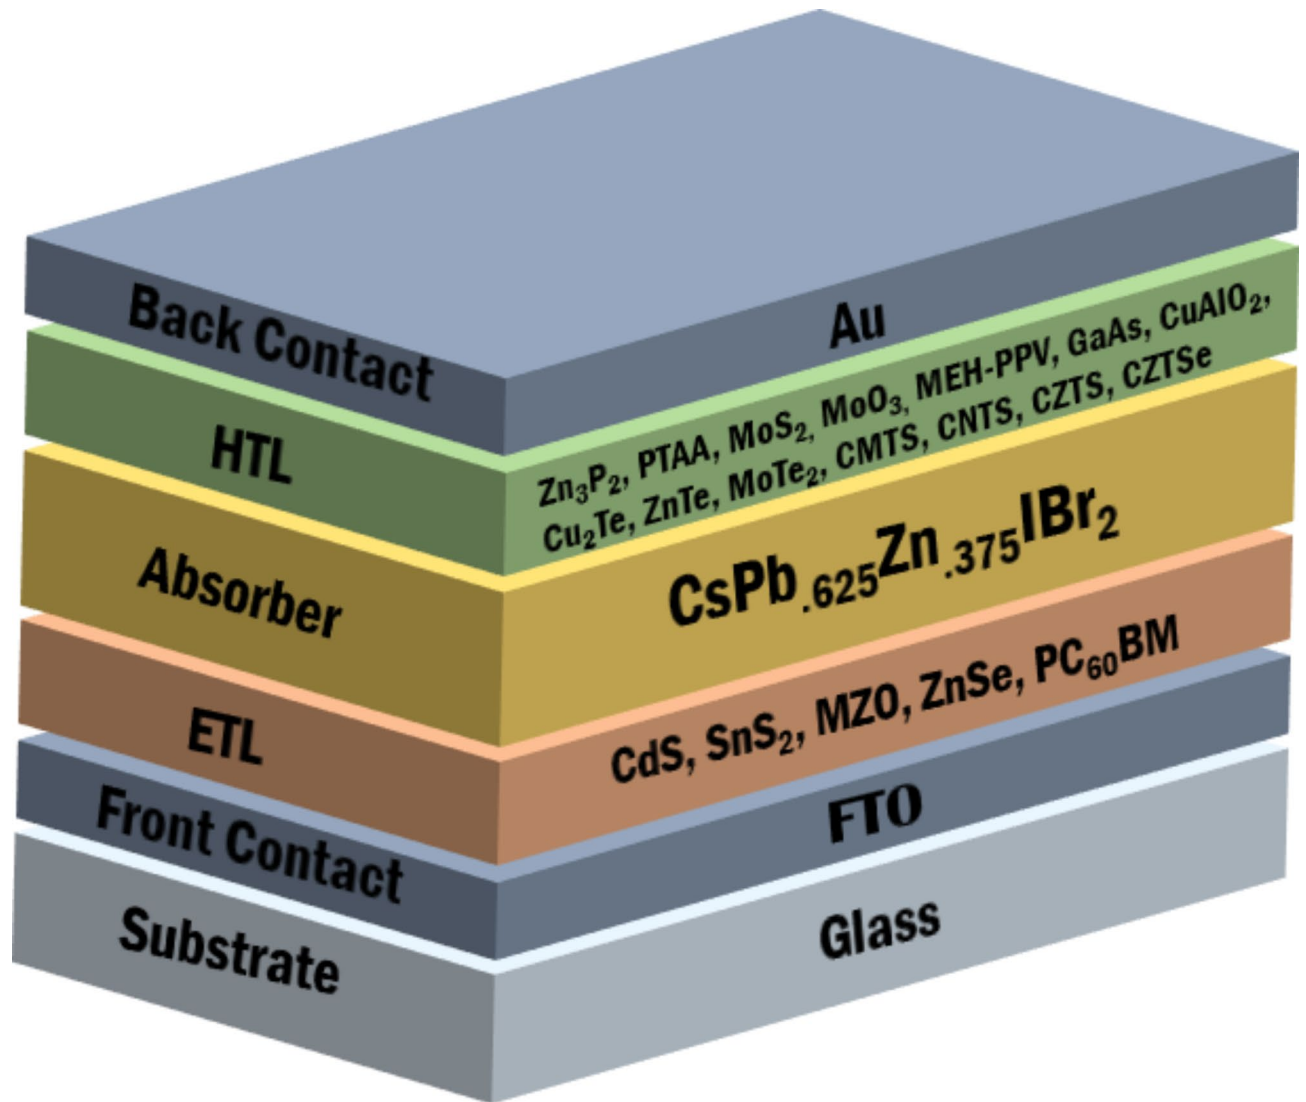 Back Contact
Au
HTL
Zn₃P₂, PTAA, MoS₂, MoO₃, MEH-PPV, GaAs, CuAlO₂,
Cu₂Te, ZnTe, MoTe₂, CMTS, CNTS, CZTS, CZTSe
Absorber
CsPb.₆₂₅Zn.₃₇₅IBr₂
ETL
CdS, SnS₂, MZO, ZnSe, PC₆₀BM
Front Contact
FTO
Substrate
Glass